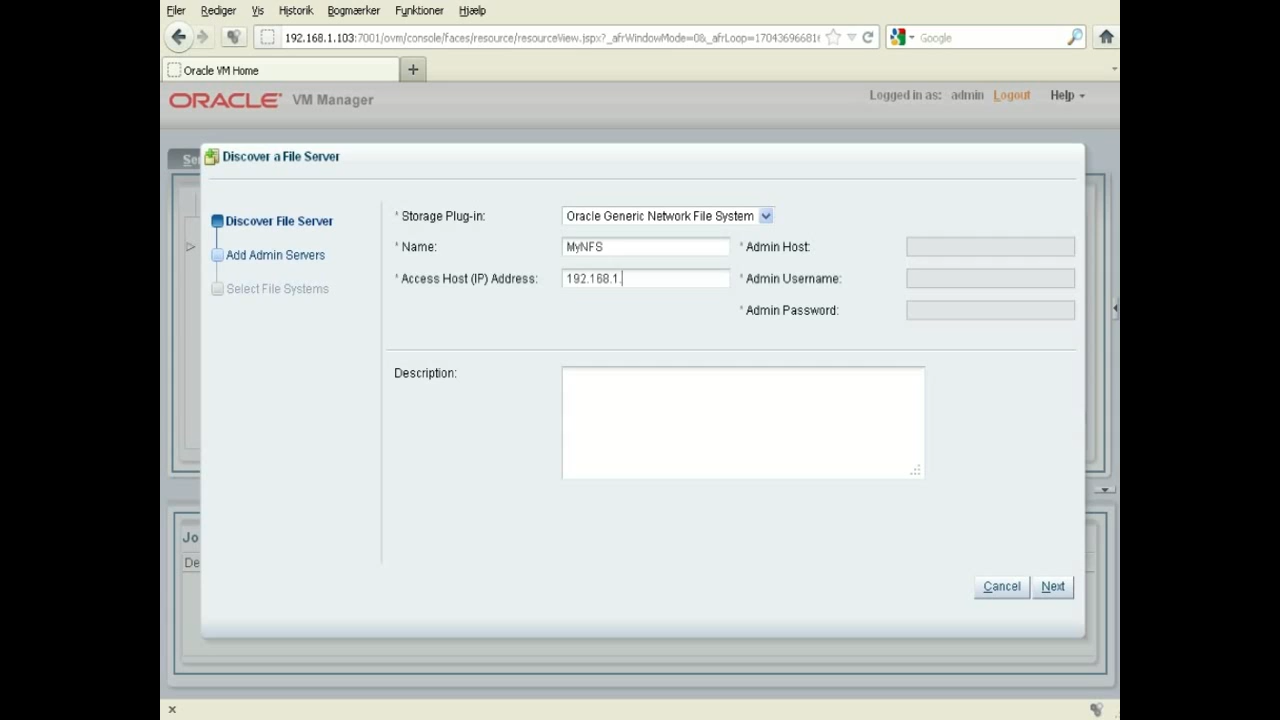 Filer Rediger Vis Historik Bogmærker Funktioner Hjælp
192.168.1.103:7001/ovm/console/faces/resource/resourceView.jspx?_afrWindowMode=0&_afrLoop=17043696681 Google
Oracle VM Home +
ORACLE VM Manager Logged in as: admin Logout Help
Discover a File Server
Discover File Server
Add Admin Servers
Select File Systems
* Storage Plug-in: Oracle Generic Network File System
* Name: MyNFS * Admin Host:
* Access Host (IP) Address: 192.168.1. * Admin Username:
* Admin Password:
Description:
Cancel Next
Jo
De
x